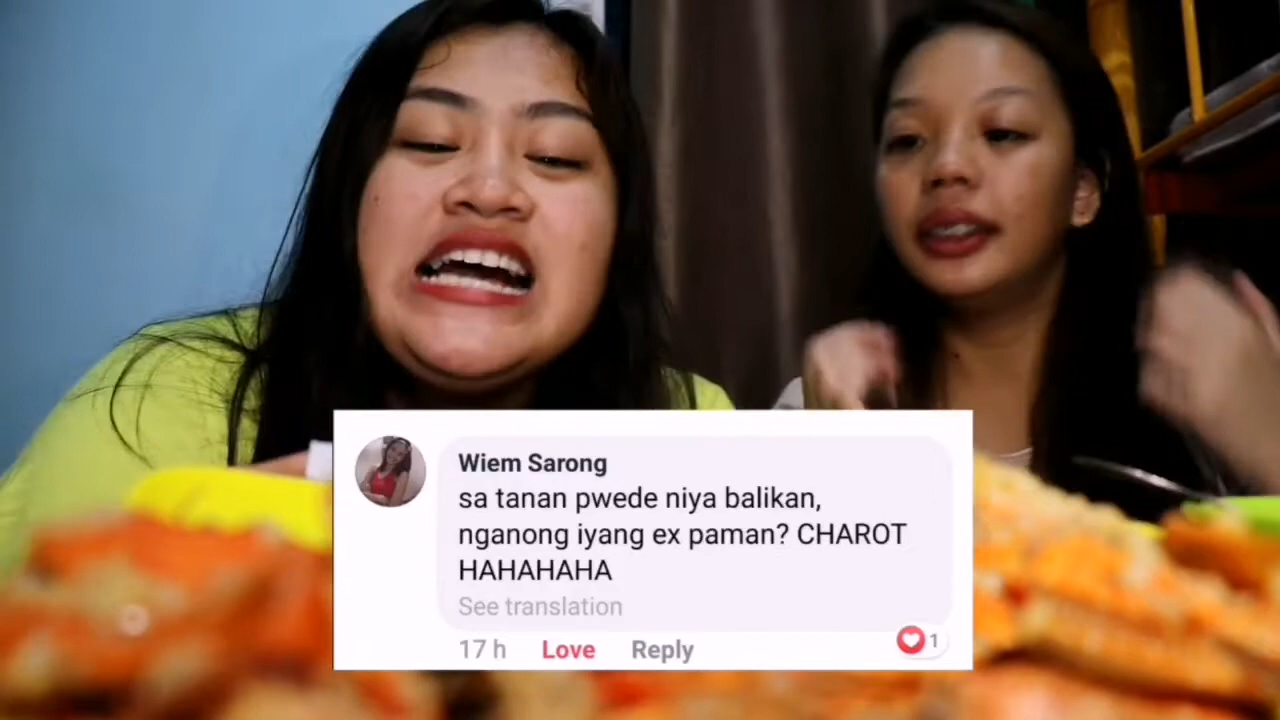 Wiem Sarong
sa tanan pwede niya balikan,
nganong iyang ex paman? CHAROT
HAHAHAHA
See translation
17 h Love Reply 1